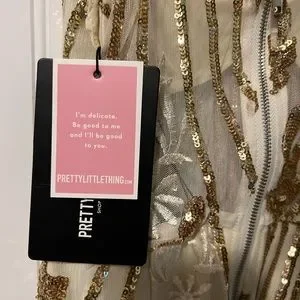 I'm delicate.
Be good to me
and I'll be good
to you.
PRETTYLITTLETHING.COM
PRETTY
SHOP